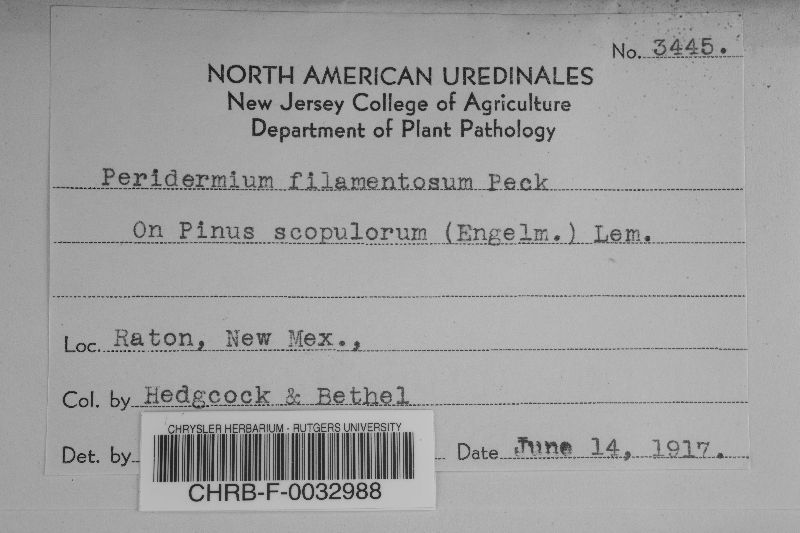 No. 3445.
NORTH AMERICAN UREDINALES
New Jersey College of Agriculture
Department of Plant Pathology
Peridermium filamentosum Peck
On Pinus scopulorum (Engelm.) Lem.
Loc. Raton, New Mex.,
Col. by Hedgcock & Bethel
Det. by Date June 14, 1917.
CHRYSLER HERBARIUM - RUTGERS UNIVERSITY
CHRB-F-0032988